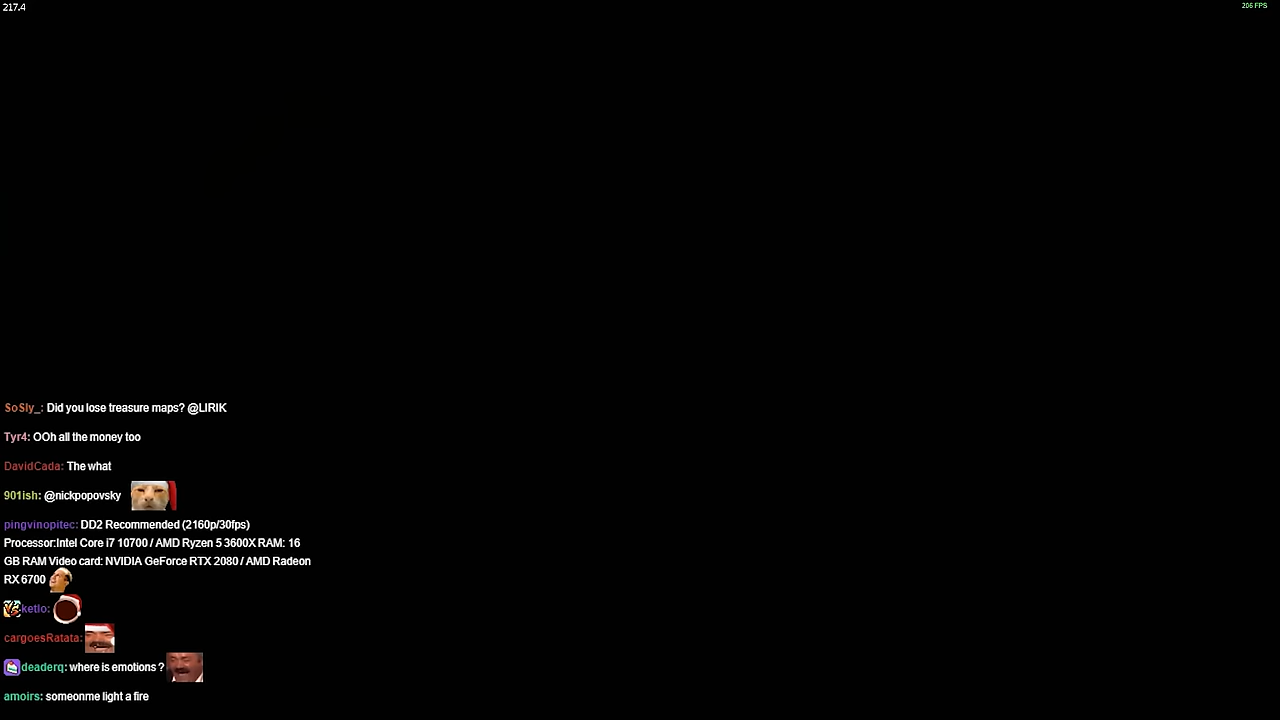 217.4
206 FPS
SoSly_: Did you lose treasure maps? @LIRIK
Tyr4: OOh all the money too
DavidCada: The what
901ish: @nickpopovsky
pingvinopitec: DD2 Recommended (2160p/30fps)
Processor:Intel Core i7 10700 / AMD Ryzen 5 3600X RAM: 16
GB RAM Video card: NVIDIA GeForce RTX 2080 / AMD Radeon
RX 6700
ketlo:
cargoesRatata:
deaderq: where is emotions ?
amoirs: someonme light a fire